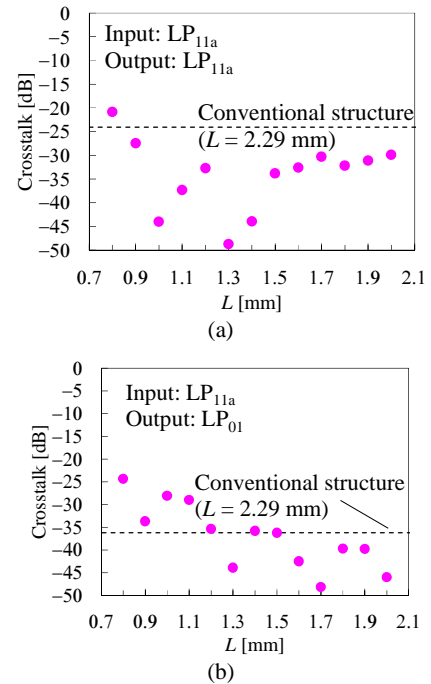 0
−5
−10
−15
−20
−25
−30
−35
−40
−45
−50
Crosstalk [dB]
Input: LP11a
Output: LP11a
Conventional structure
(L = 2.29 mm)
0.7 0.9 1.1 1.3 1.5 1.7 1.9 2.1
L [mm]
(a)
0
−5
−10
−15
−20
−25
−30
−35
−40
−45
−50
Crosstalk [dB]
Input: LP11a
Output: LP01
Conventional structure
(L = 2.29 mm)
0.7 0.9 1.1 1.3 1.5 1.7 1.9 2.1
L [mm]
(b)